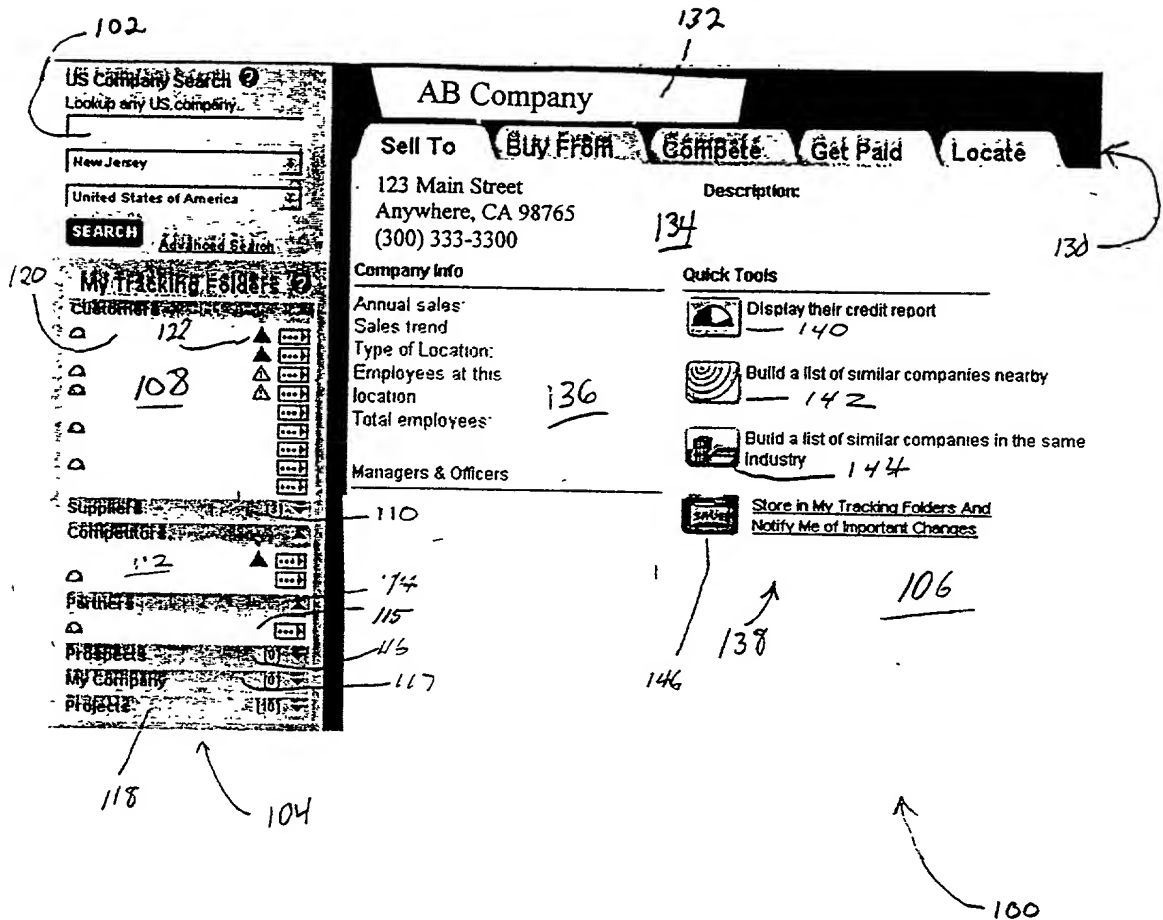 102
132
US Company Search ?
Lookup any US company
New Jersey
United States of America
SEARCH
Advanced Search
AB Company
Sell To
Buy From
Compete
Get Paid
Locate
130
123 Main Street
Anywhere, CA 98765
(300) 333-3300
Description:
134
120
My Tracking Folders ?
Customers
122
108
Company Info
Annual sales:
Sales trend
Type of Location:
Employees at this
location
Total employees:
136
Managers & Officers
Quick Tools
Display their credit report
140
Build a list of similar companies nearby
142
Build a list of similar companies in the same
industry
144
SAVE
Store in My Tracking Folders And
Notify Me of Important Changes
146
138
106
Suppliers [3]
110
Competitors
112
Partners
115
Prospects [0]
116
My Company [0]
117
Projects [10]
118
104
100